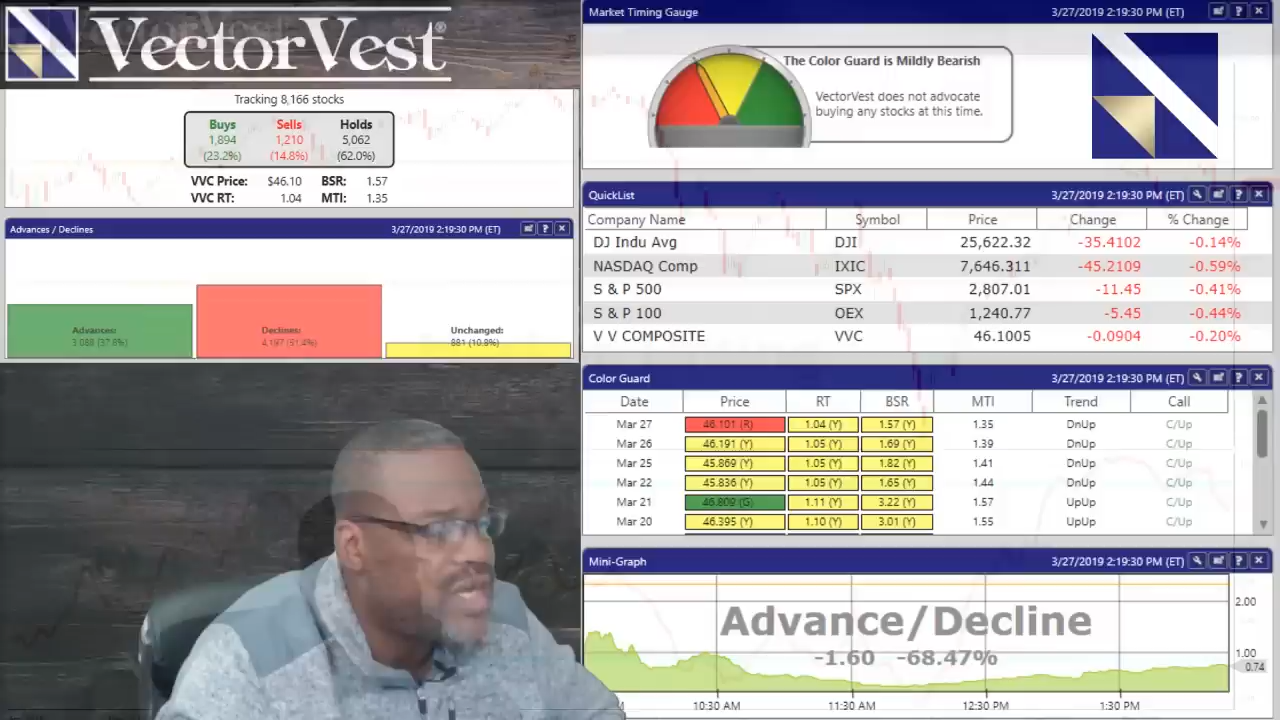 VectorVest®
Tracking 8,166 stocks
Buys Sells Holds
1,894 1,210 5,062
(23.2%) (14.8%) (62.0%)
VVC Price: $46.10 BSR: 1.57
VVC RT: 1.04 MTI: 1.35
Advances / Declines 3/27/2019 2:19:30 PM (ET)
Advances: Declines: Unchanged:
3 088 (37.8%) 4,197 (51.4%) 881 (10.8%)
Market Timing Gauge 3/27/2019 2:19:30 PM (ET)
The Color Guard is Mildly Bearish
VectorVest does not advocate
buying any stocks at this time.
QuickList 3/27/2019 2:19:30 PM (ET)
Company Name Symbol Price Change % Change
DJ Indu Avg DJI 25,622.32 -35.4102 -0.14%
NASDAQ Comp IXIC 7,646.311 -45.2109 -0.59%
S & P 500 SPX 2,807.01 -11.45 -0.41%
S & P 100 OEX 1,240.77 -5.45 -0.44%
V V COMPOSITE VVC 46.1005 -0.0904 -0.20%
Color Guard 3/27/2019 2:19:30 PM (ET)
Date Price RT BSR MTI Trend Call
Mar 27 46.101 (R) 1.04 (Y) 1.57 (Y) 1.35 DnUp C/Up
Mar 26 46.191 (Y) 1.05 (Y) 1.69 (Y) 1.39 DnUp C/Up
Mar 25 45.869 (Y) 1.05 (Y) 1.82 (Y) 1.41 DnUp C/Up
Mar 22 45.836 (Y) 1.05 (Y) 1.65 (Y) 1.44 DnUp C/Up
Mar 21 46.809 (G) 1.11 (Y) 3.22 (Y) 1.57 UpUp C/Up
Mar 20 46.395 (Y) 1.10 (Y) 3.01 (Y) 1.55 UpUp C/Up
Mini-Graph 3/27/2019 2:19:30 PM (ET)
Advance/Decline
-1.60 -68.47%
2.00
1.00
0.74
10:30 AM 11:30 AM 12:30 PM 1:30 PM